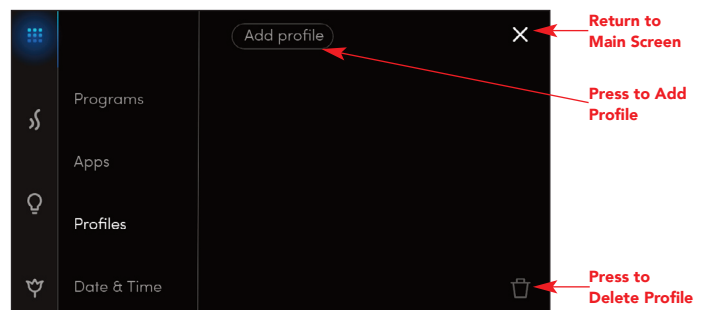 Add profile
Return to
Main Screen
Press to Add
Profile
Programs
Apps
Profiles
Date & Time
Press to
Delete Profile